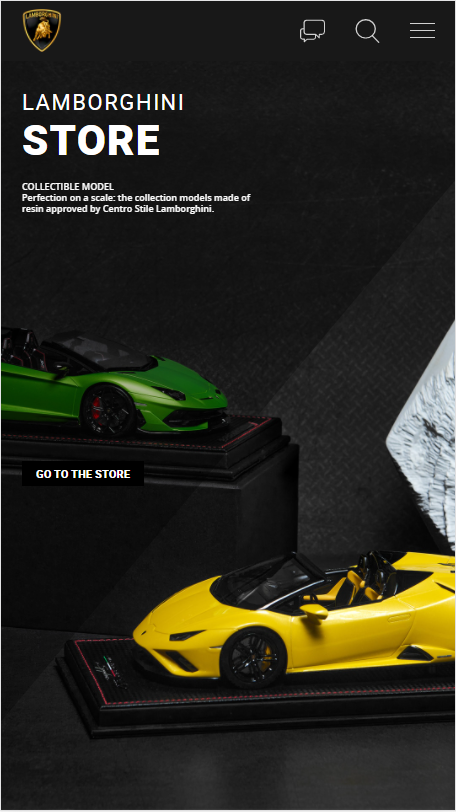 LAMBORGHINI
LAMBORGHINI
STORE
COLLECTIBLE MODEL
Perfection on a scale: the collection models made of
resin approved by Centro Stile Lamborghini.
GO TO THE STORE